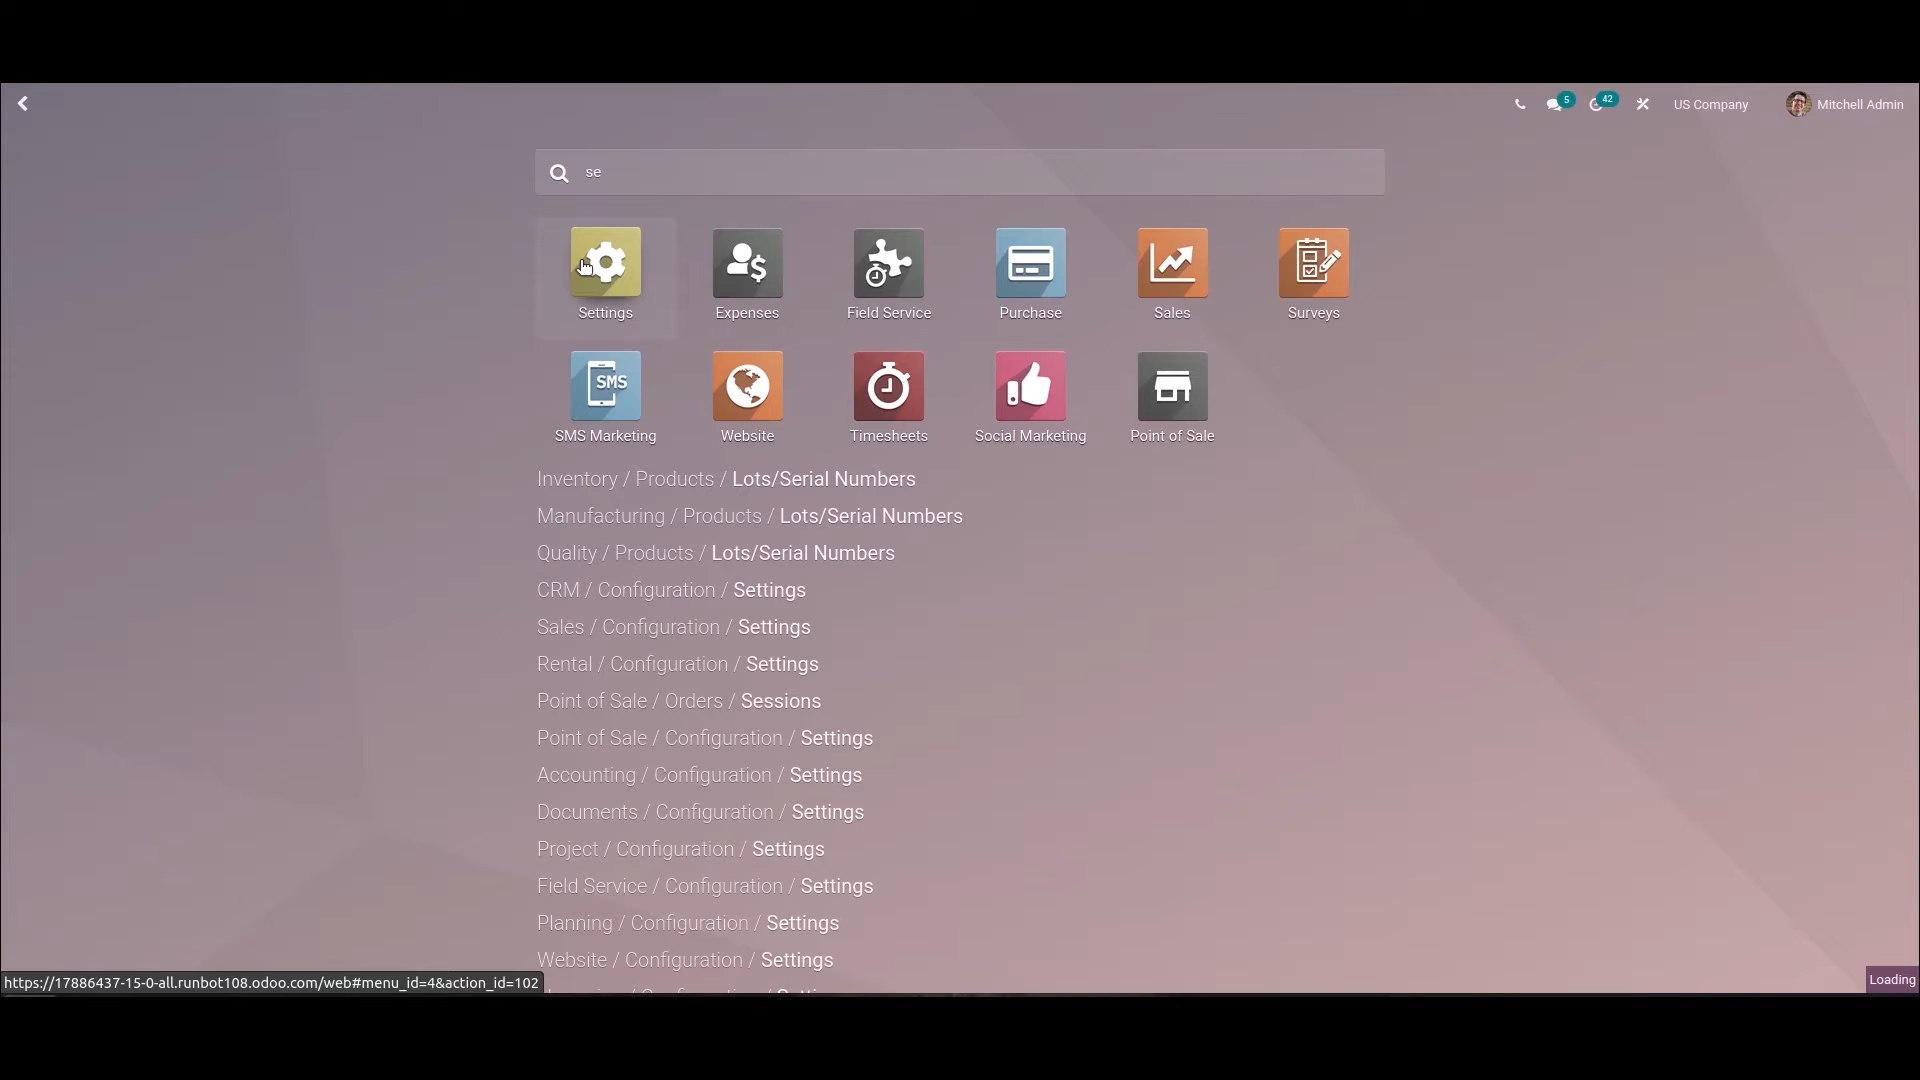 5
42
US Company
Mitchell Admin
se
Settings
Expenses
Field Service
Purchase
Sales
Surveys
SMS
SMS Marketing
Website
Timesheets
Social Marketing
Point of Sale
Inventory / Products / Lots/Serial Numbers
Manufacturing / Products / Lots/Serial Numbers
Quality / Products / Lots/Serial Numbers
CRM / Configuration / Settings
Sales / Configuration / Settings
Rental / Configuration / Settings
Point of Sale / Orders / Sessions
Point of Sale / Configuration / Settings
Accounting / Configuration / Settings
Documents / Configuration / Settings
Project / Configuration / Settings
Field Service / Configuration / Settings
Planning / Configuration / Settings
Website / Configuration / Settings
https://17886437-15-0-all.runbot108.odoo.com/web#menu_id=4&action_id=102
Loading